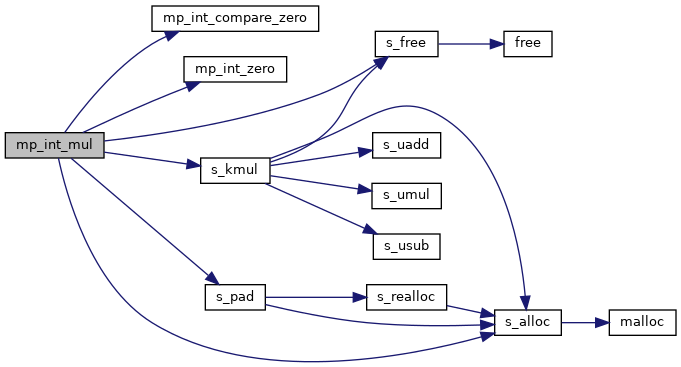 mp_int_compare_zero
s_free
free
mp_int_zero
mp_int_mul
s_uadd
s_kmul
s_umul
s_usub
s_pad
s_realloc
s_alloc
malloc